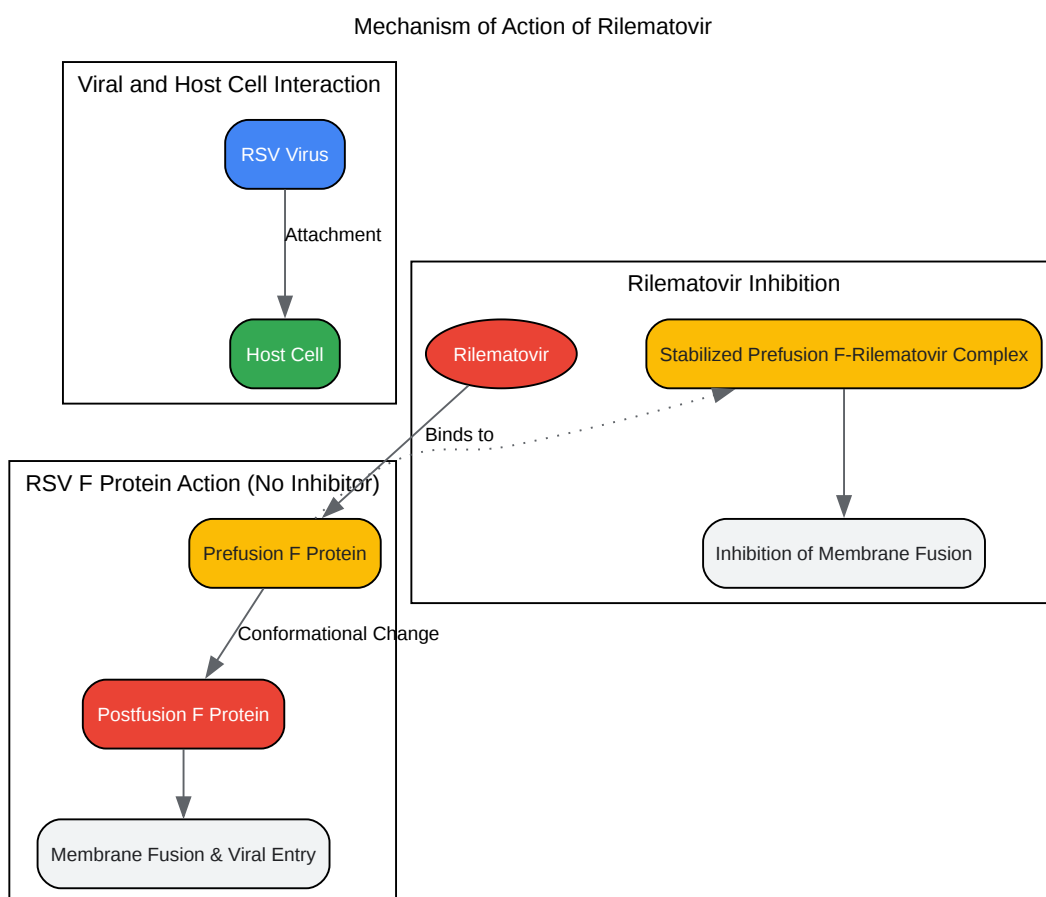 Mechanism of Action of Rilematovir
Viral and Host Cell Interaction
RSV Virus
Attachment
Host Cell
Rilematovir Inhibition
Rilematovir
Stabilized Prefusion F-Rilematovir Complex
Binds to
Inhibition of Membrane Fusion
RSV F Protein Action (No Inhibitor)
Prefusion F Protein
Conformational Change
Postfusion F Protein
Membrane Fusion & Viral Entry